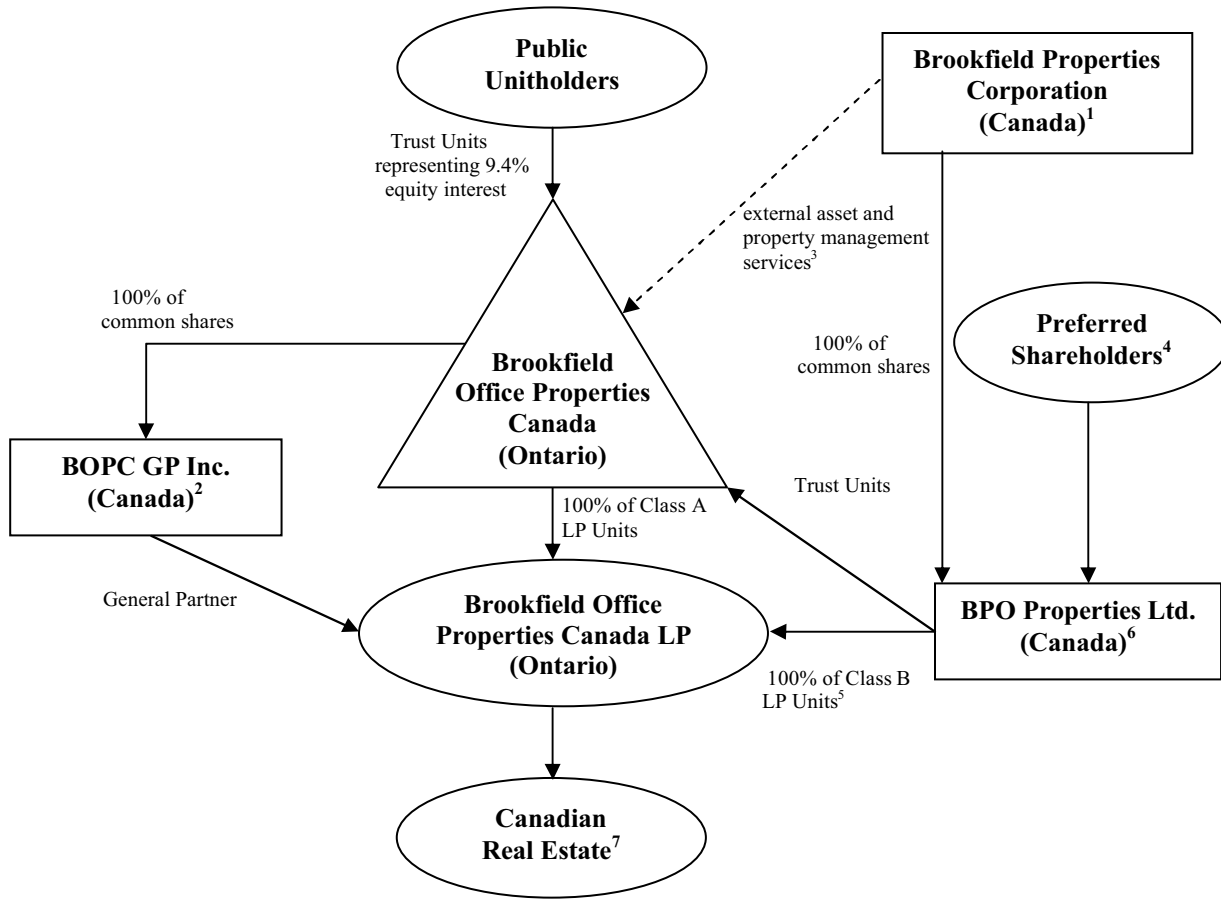 Public
Unitholders
Brookfield Properties
Corporation
(Canada)¹
Trust Units
representing 9.4%
equity interest
external asset and
property management
services³
100% of
common shares
Preferred
Shareholders⁴
100% of
common shares
Brookfield
Office Properties
Canada
(Ontario)
BOPC GP Inc.
(Canada)²
Trust Units
100% of Class A
LP Units
General Partner
Brookfield Office
Properties Canada LP
(Ontario)
BPO Properties Ltd.
(Canada)⁶
100% of Class B
LP Units⁵
Canadian
Real Estate⁷